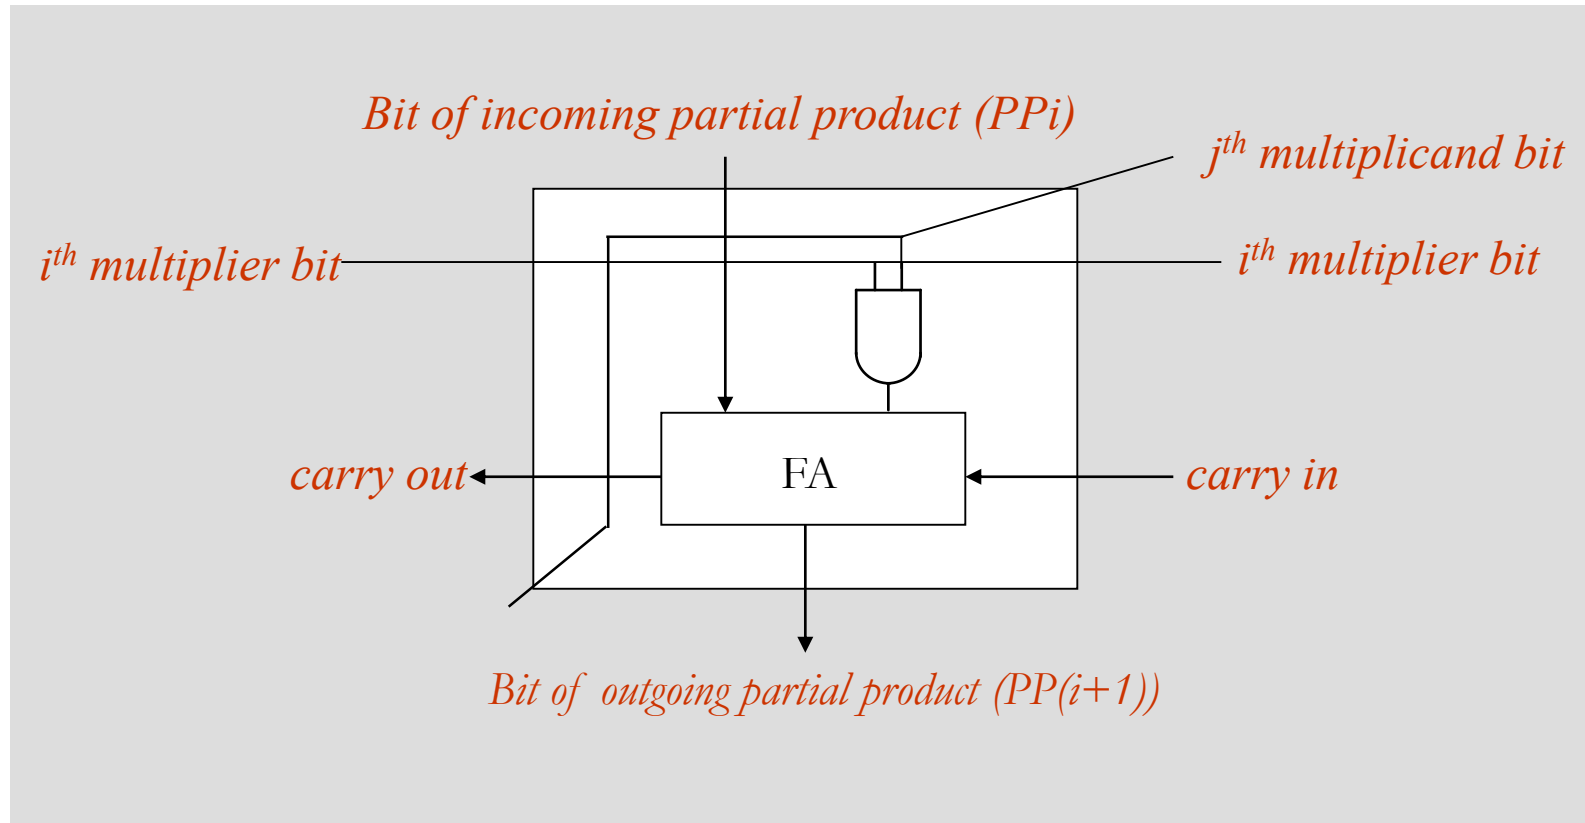 Bit of incoming partial product (PPi)
jth multiplicand bit
ith multiplier bit
ith multiplier bit
carry out
FA
carry in
Bit of outgoing partial product (PP(i+1))